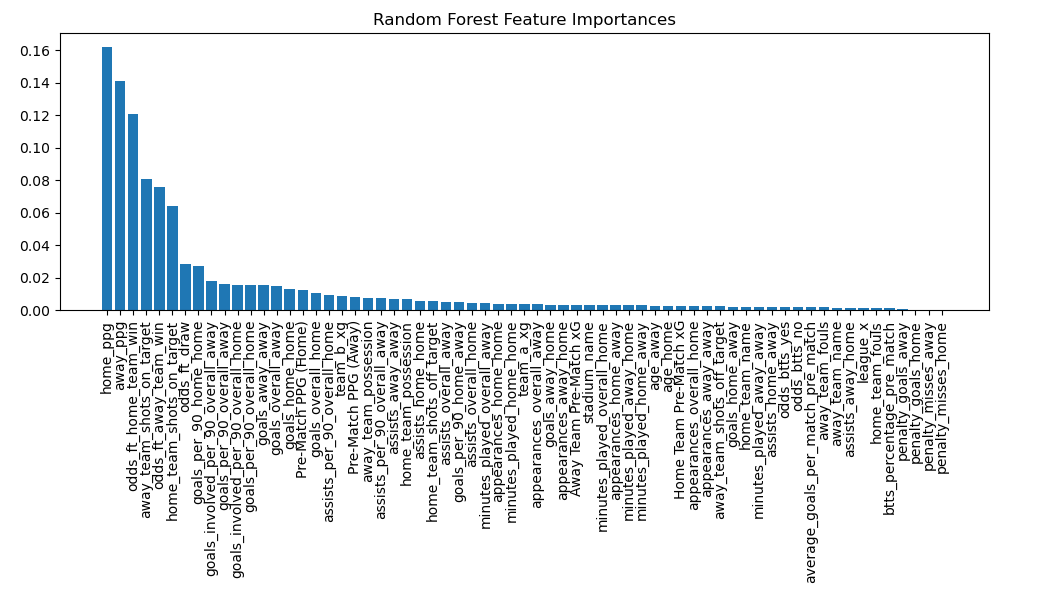 Random Forest Feature Importances
0.16
0.14
0.12
0.10
0.08
0.06
0.04
0.02
0.00
home_ppg
away_ppg
odds_ft_home_team_win
away_team_shots_on_target
odds_ft_away_team_win
home_team_shots_on_target
odds_ft_draw
goals_per_90_home_home
goals_involved_per_90_overall_away
goals_per_90_overall_away
goals_involved_per_90_overall_home
goals_per_90_overall_home
goals_away_away
goals_overall_away
goals_home_home
Pre-Match PPG (Home)
goals_overall_home
assists_per_90_overall_home
team_b_xg
Pre-Match PPG (Away)
away_team_possession
assists_per_90_overall_away
assists_away_away
home_team_possession
assists_home_home
home_team_shots_off_target
assists_overall_away
goals_per_90_home_away
assists_overall_home
minutes_played_overall_away
appearances_home_home
minutes_played_home_home
team_a_xg
appearances_overall_away
goals_away_home
appearances_away_home
Away Team Pre-Match xG
stadium_name
minutes_played_overall_home
appearances_home_away
minutes_played_away_home
minutes_played_home_away
age_away
age_home
Home Team Pre-Match xG
appearances_overall_home
appearances_away_away
away_team_shots_off_target
goals_home_away
home_team_name
minutes_played_away_away
assists_home_away
odds_btts_yes
odds_btts_no
average_goals_per_match_pre_match
away_team_fouls
away_team_name
assists_away_home
league_x
home_team_fouls
btts_percentage_pre_match
penalty_goals_away
penalty_goals_home
penalty_misses_away
penalty_misses_home